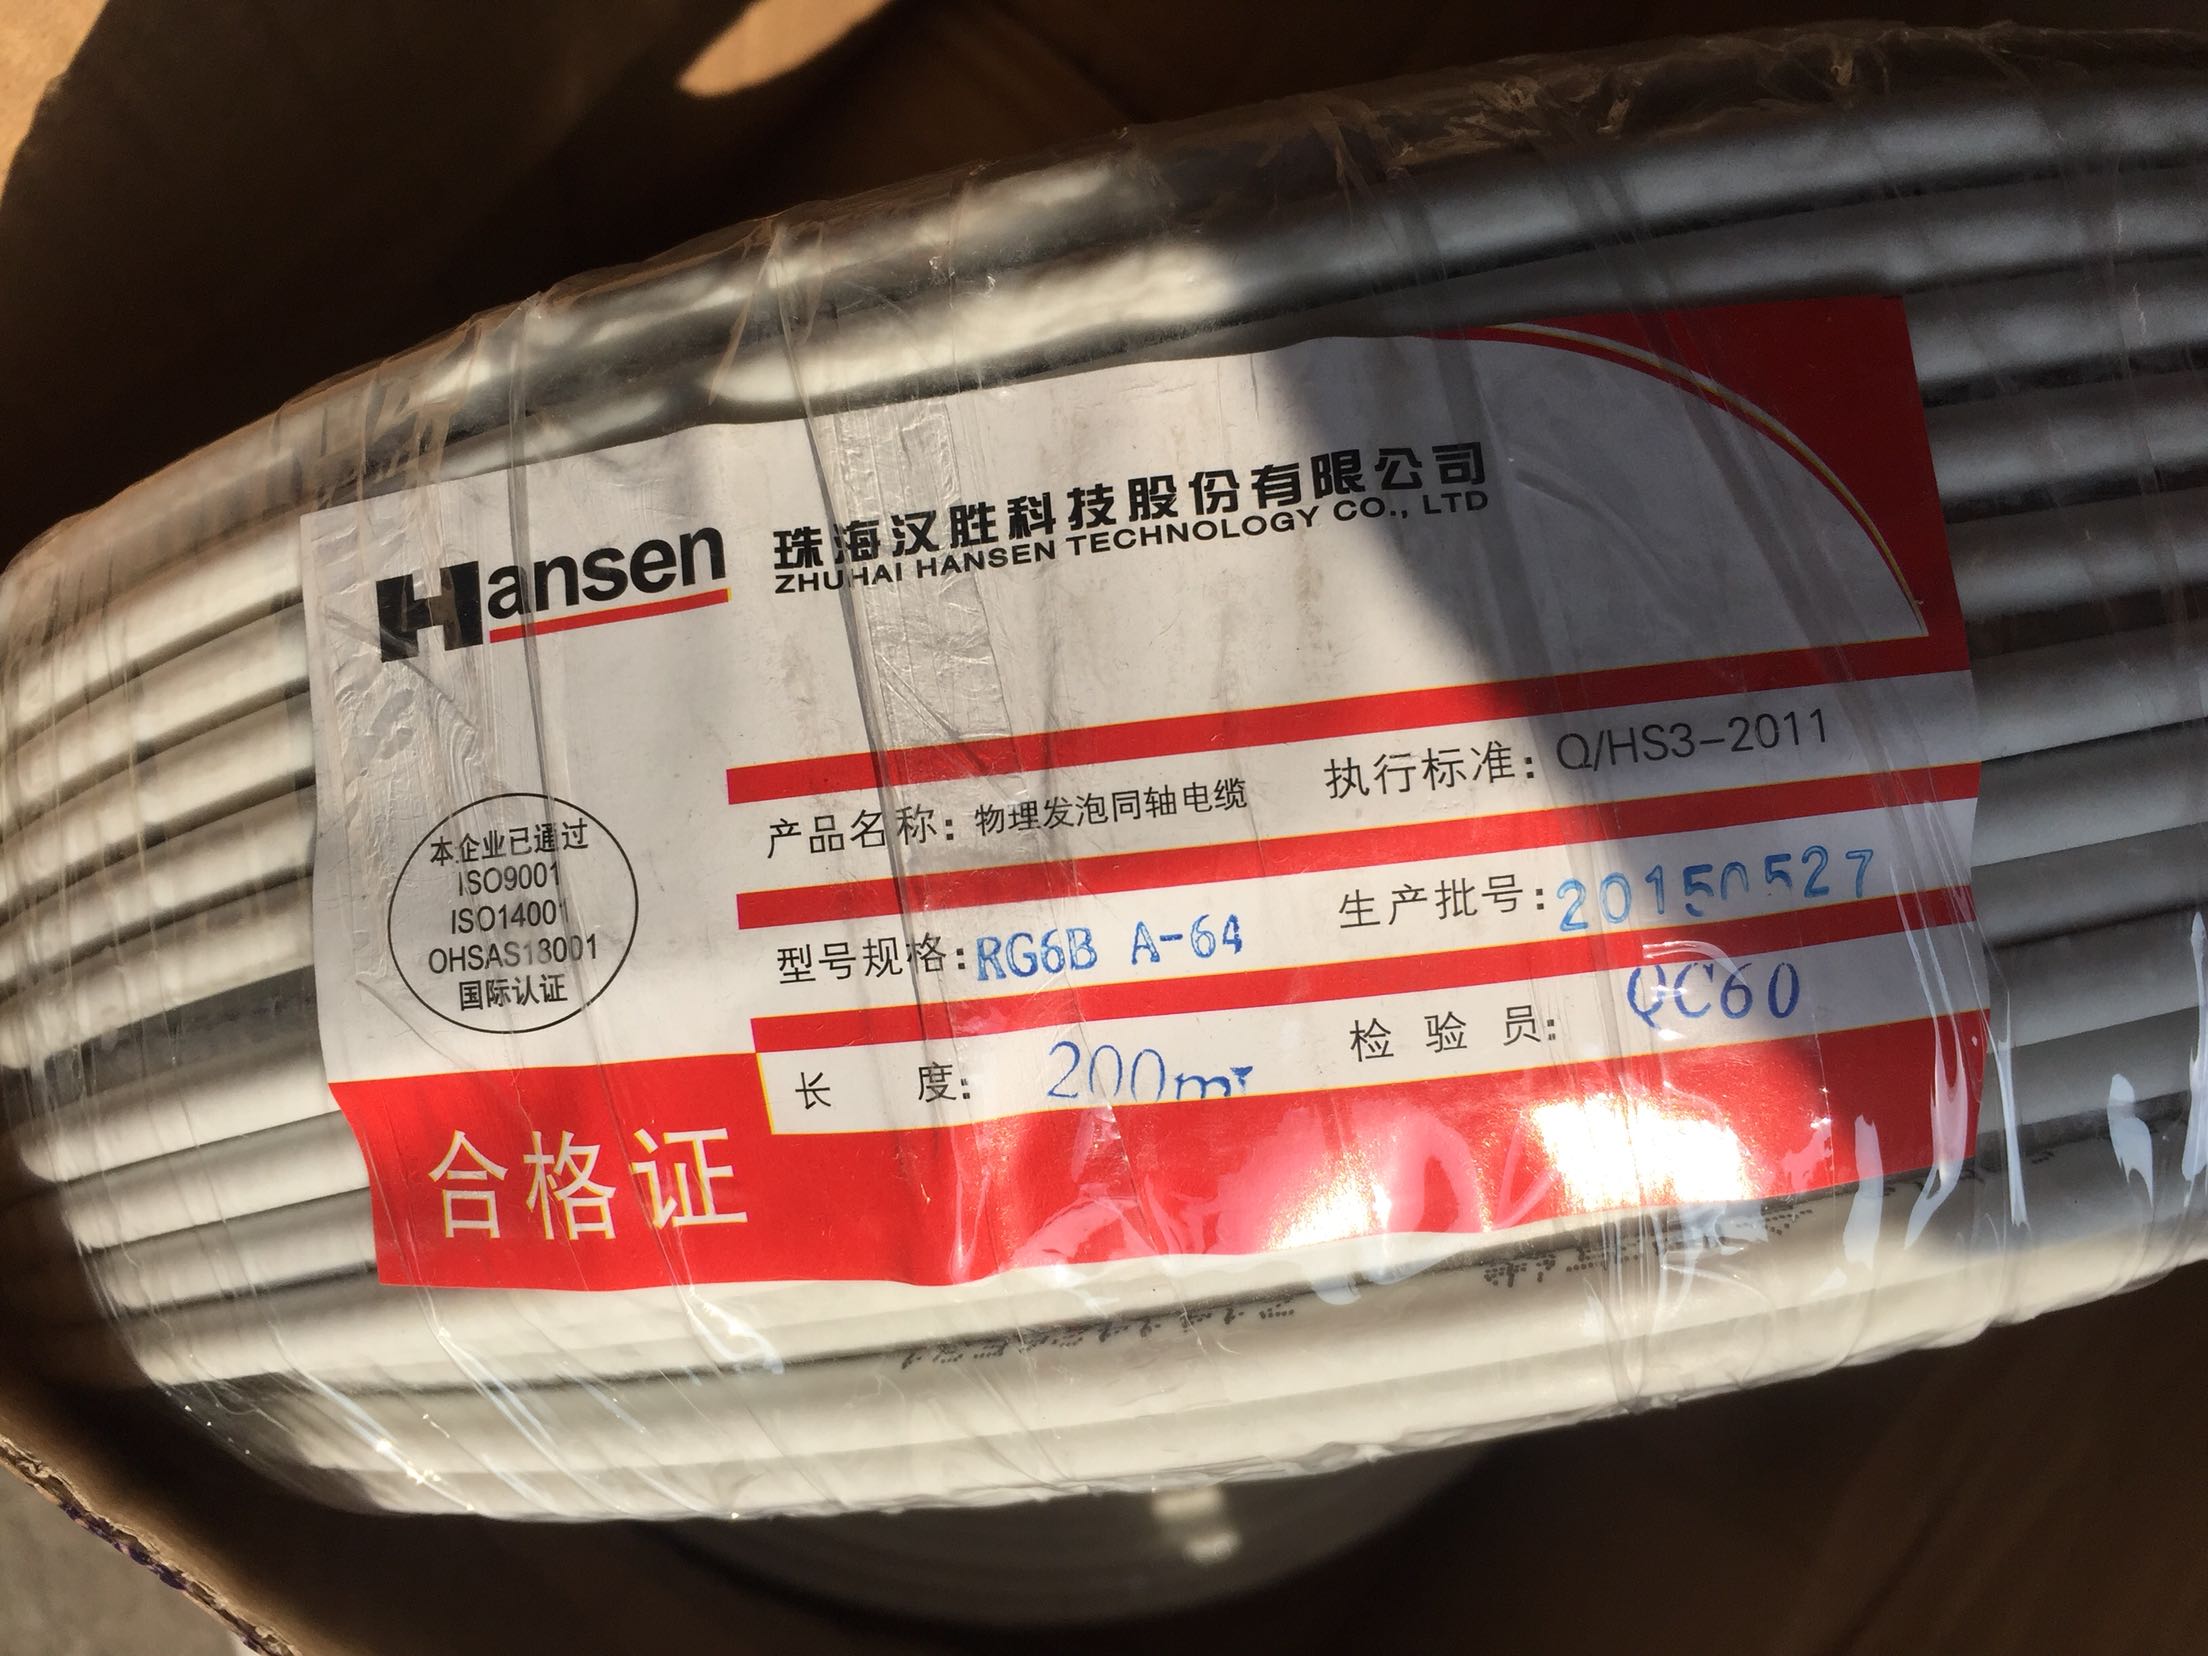 Hansen
珠海汉胜科技股份有限公司
ZHUHAI HANSEN TECHNOLOGY CO., LTD
产品名称：物理发泡同轴电缆
执行标准：Q/HS3-2011
型号规格：RG6B A-64
生产批号：20150527
长 度： 200m
检 验 员： QC60
本企业已通过
ISO9001
ISO14001
OHSAS18001
国际认证
合格证